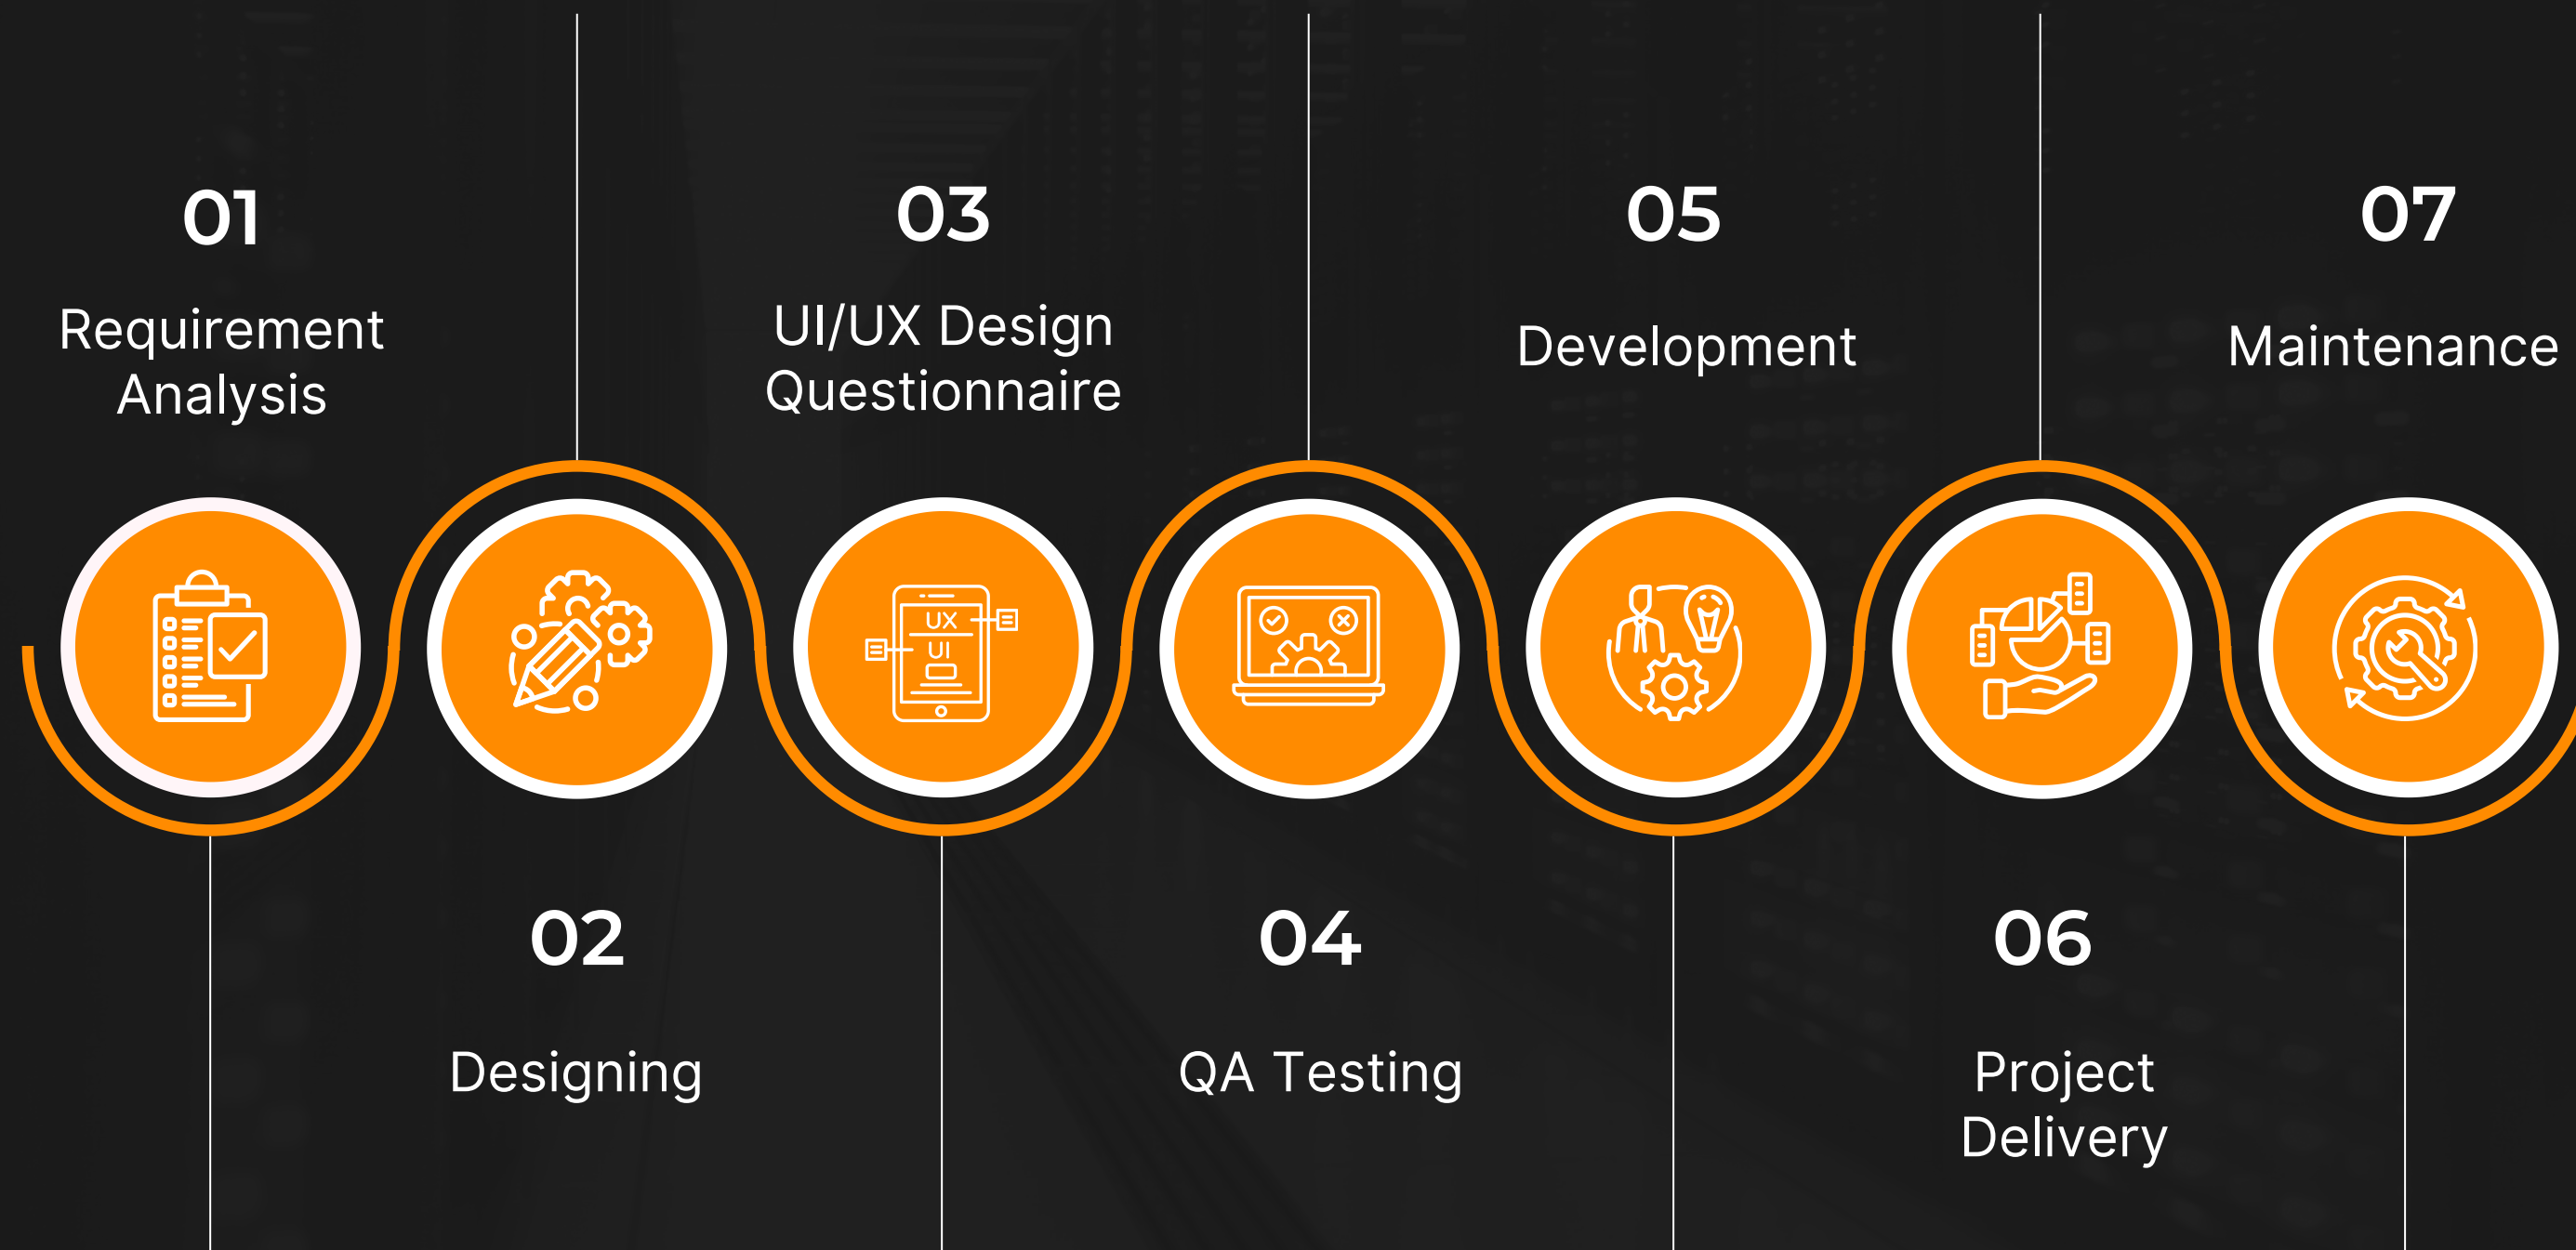 01
Requirement
Analysis
02
Designing
03
UI/UX Design
Questionnaire
UX
UI
04
QA Testing
05
Development
06
Project
Delivery
07
Maintenance